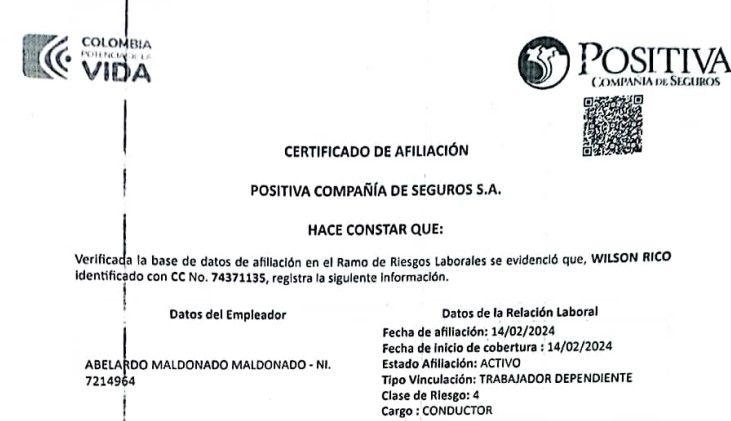 COLOMBIA
POTENCIA DE LA
VIDA
POSITIVA
COMPAÑIA DE SEGUROS
CERTIFICADO DE AFILIACIÓN
POSITIVA COMPAÑÍA DE SEGUROS S.A.
HACE CONSTAR QUE:
Verificada la base de datos de afiliación en el Ramo de Riesgos Laborales se evidenció que, WILSON RICO
identificado con CC No. 74371135, registra la siguiente información.
Datos del Empleador
ABELARDO MALDONADO MALDONADO - NI.
7214964
Datos de la Relación Laboral
Fecha de afiliación: 14/02/2024
Fecha de inicio de cobertura : 14/02/2024
Estado Afiliación: ACTIVO
Tipo Vinculación: TRABAJADOR DEPENDIENTE
Clase de Riesgo: 4
Cargo : CONDUCTOR